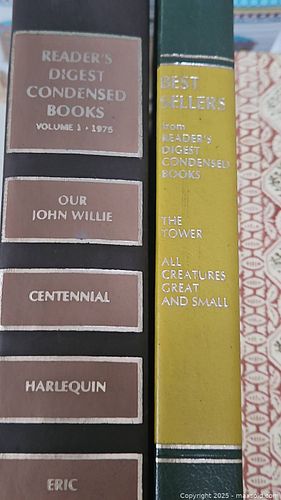 READER'S
DIGEST
CONDENSED
BOOKS
VOLUME 1 • 1975
OUR
JOHN WILLIE
CENTENNIAL
HARLEQUIN
ERIC
BEST
SELLERS
from
READER'S
DIGEST
CONDENSED
BOOKS
THE
TOWER
ALL
CREATURES
GREAT
AND SMALL
Copyright 2025 - maxsold.com